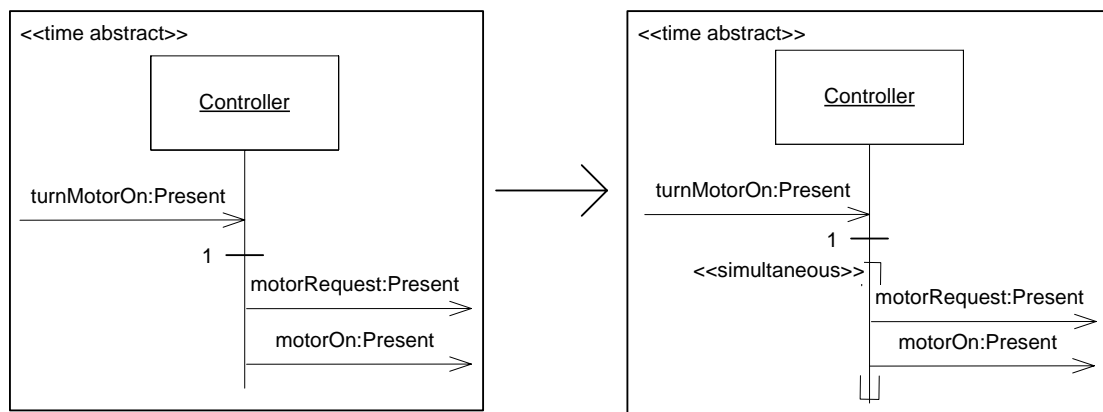 <<time abstract>>
Controller
turnMotorOn:Present
1
motorRequest:Present
motorOn:Present
<<time abstract>>
Controller
turnMotorOn:Present
1
<<simultaneous>>
motorRequest:Present
motorOn:Present